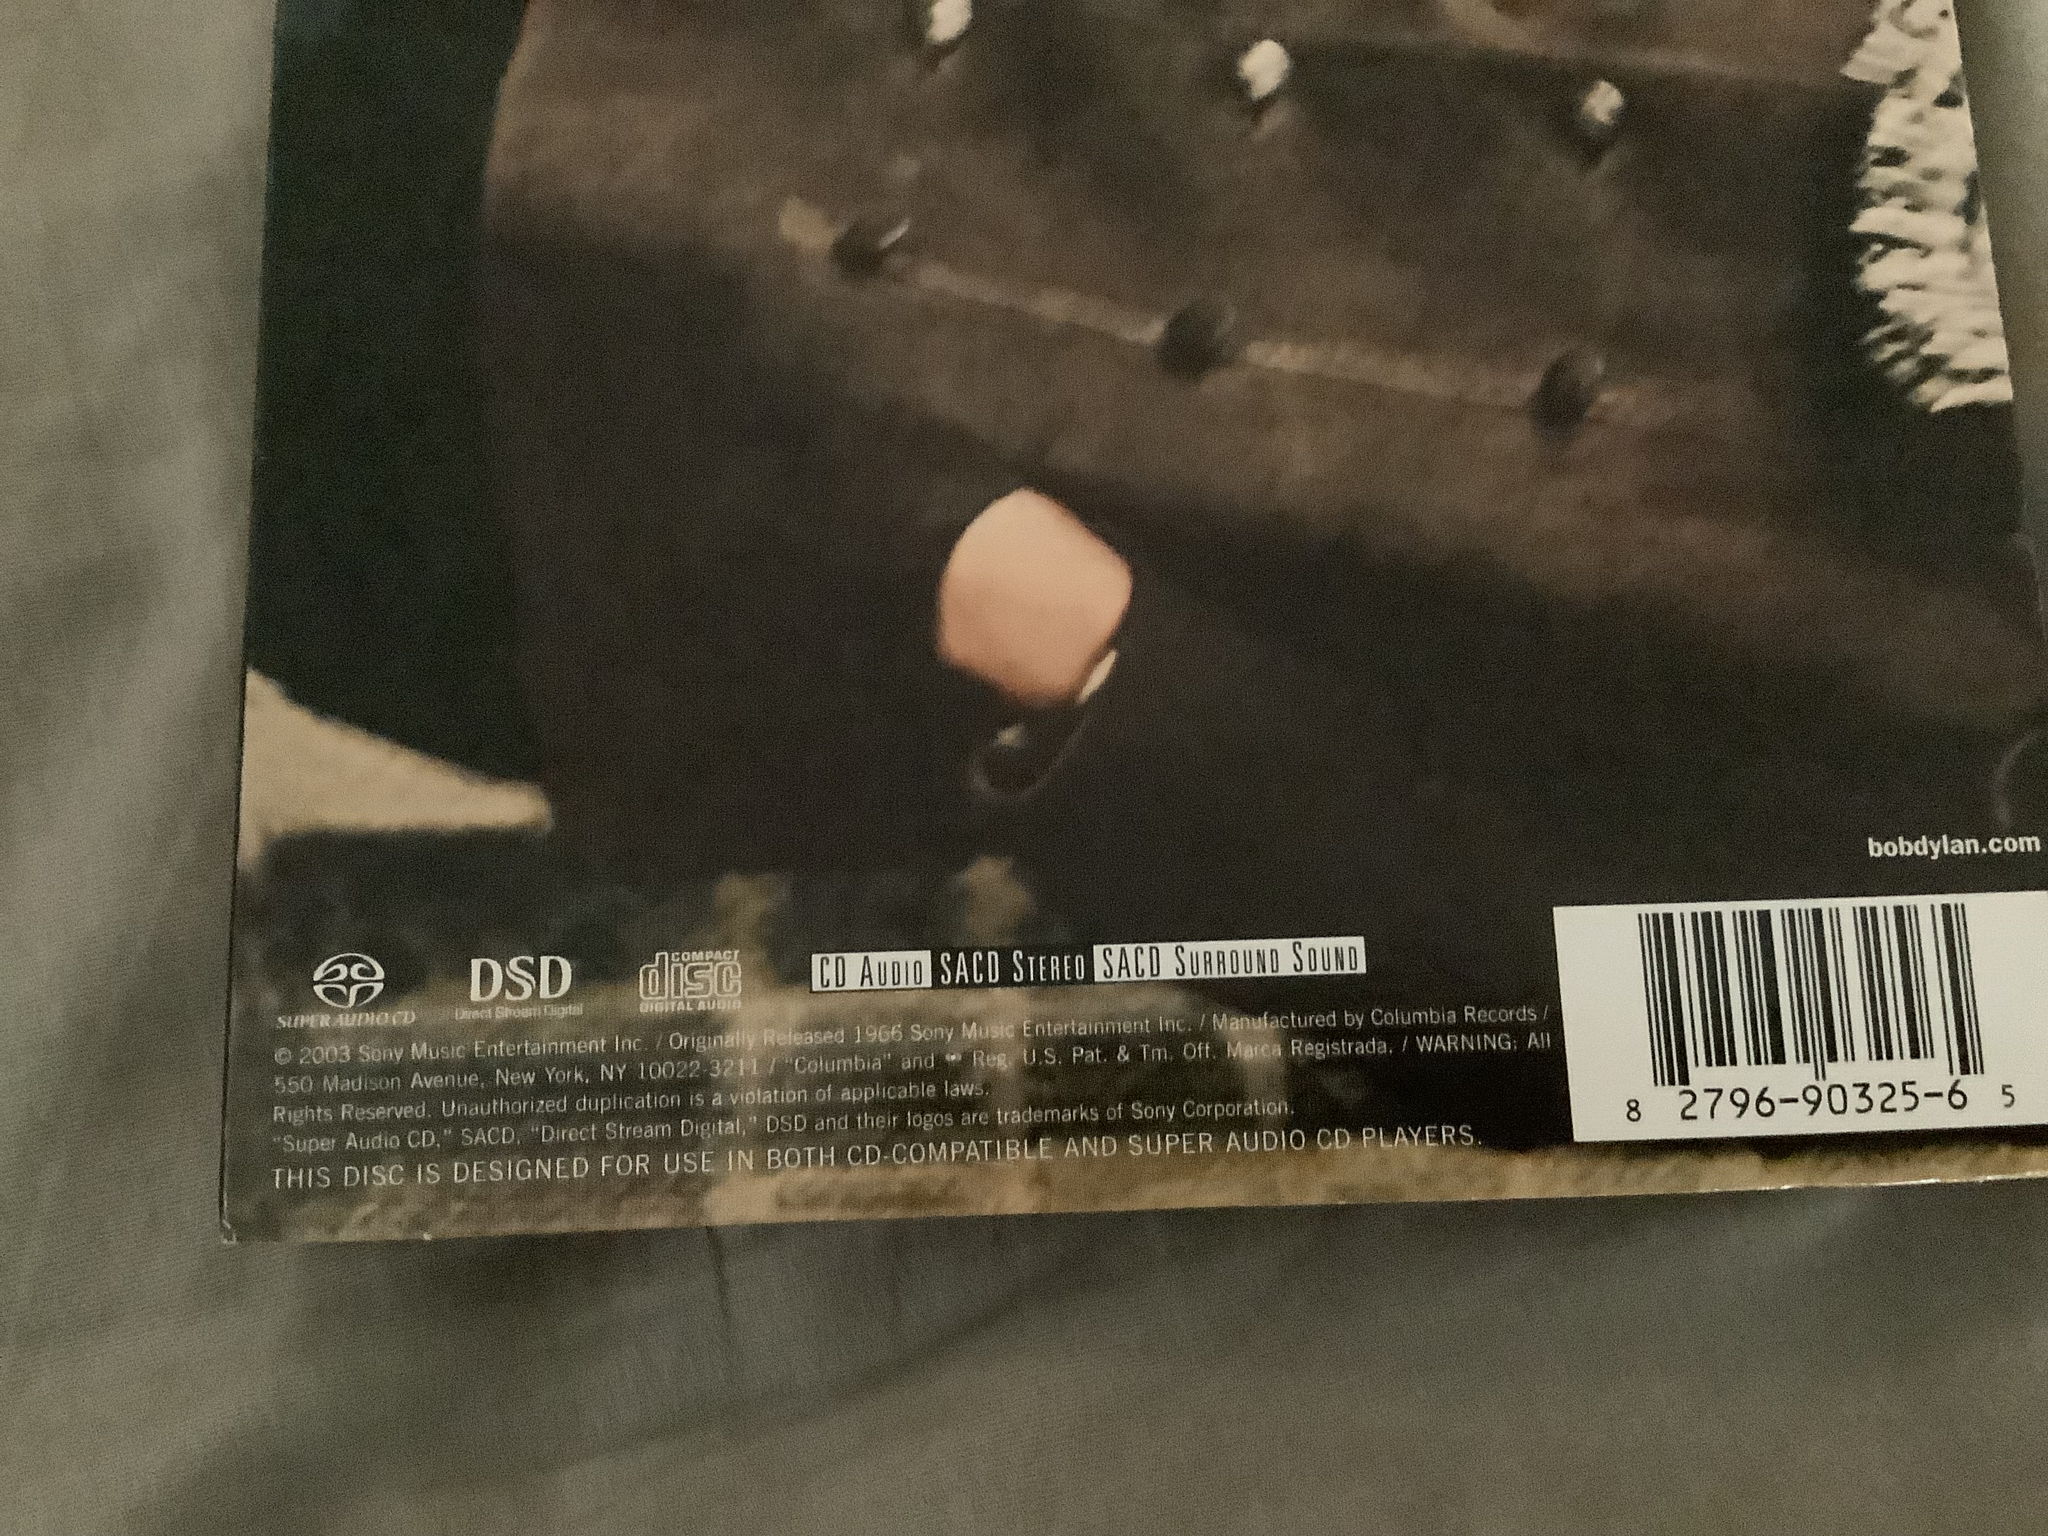 bobdylan.com
SUPER AUDIO CD
DSD
Direct Stream Digital
COMPACT
disc
DIGITAL AUDIO
CD AUDIO SACD STEREO SACD SURROUND SOUND
© 2003 Sony Music Entertainment Inc. / Originally Released 1966 Sony Music Entertainment Inc. / Manufactured by Columbia Records /
550 Madison Avenue, New York, NY 10022-3211 / "Columbia" and Reg. U.S. Pat. & Tm. Off. Marca Registrada. / WARNING: All
Rights Reserved. Unauthorized duplication is a violation of applicable laws.
"Super Audio CD," SACD, "Direct Stream Digital," DSD and their logos are trademarks of Sony Corporation.
THIS DISC IS DESIGNED FOR USE IN BOTH CD-COMPATIBLE AND SUPER AUDIO CD PLAYERS.
8 2796-90325-6 5